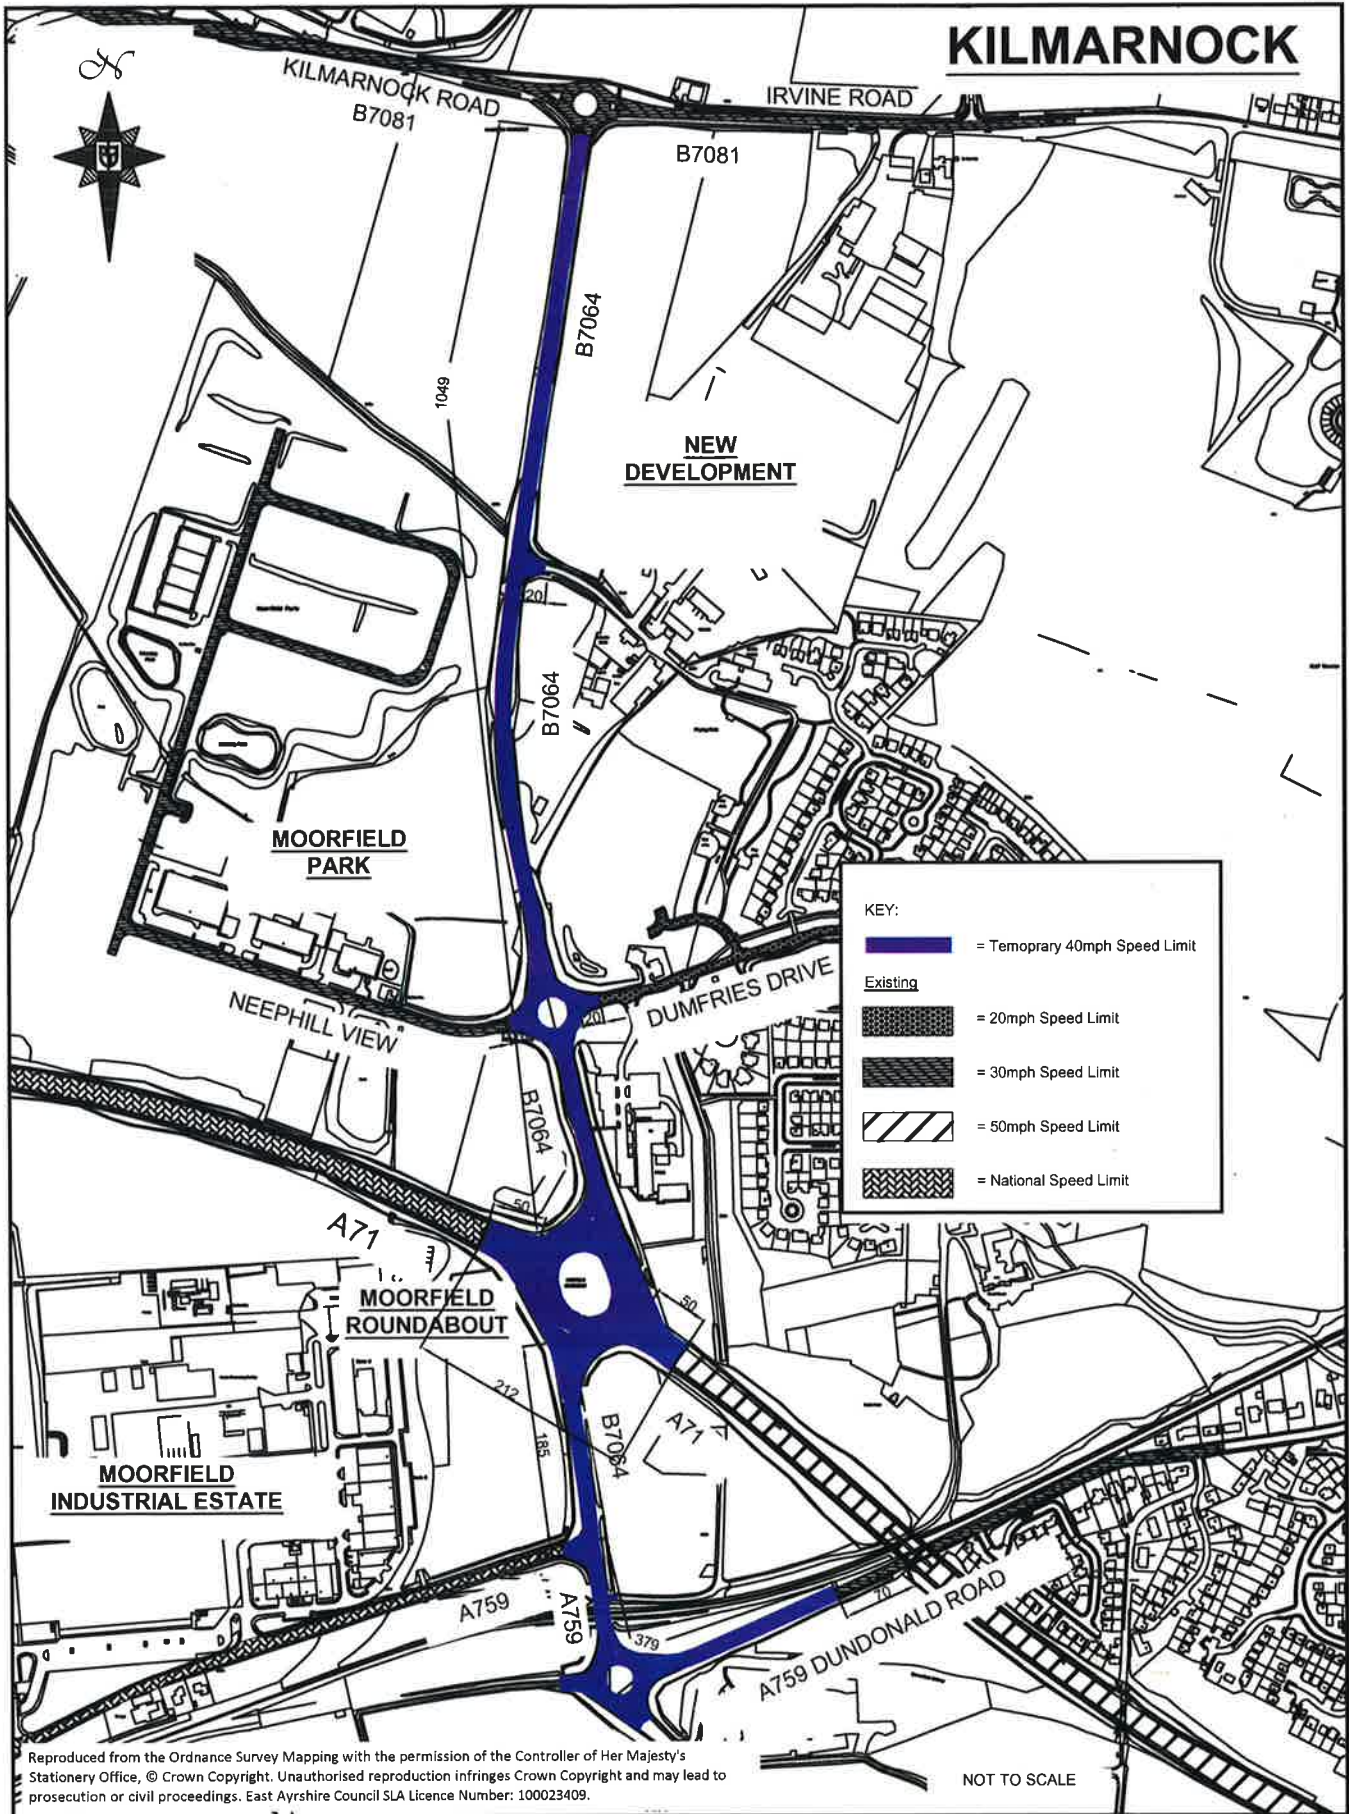 KILMARNOCK
N
KILMARNOCK ROAD
B7081
IRVINE ROAD
B7081
B7064
1049
NEW
DEVELOPMENT
20
B7064
MOORFIELD
PARK
KEY:
= Temoprary 40mph Speed Limit
Existing
= 20mph Speed Limit
= 30mph Speed Limit
= 50mph Speed Limit
= National Speed Limit
NEEPHILL VIEW
20
DUMFRIES DRIVE
B7064
50
A71
MOORFIELD
ROUNDABOUT
50
212
185
B7064
A71
MOORFIELD
INDUSTRIAL ESTATE
A759
A759
379
70
A759 DUNDONALD ROAD
Reproduced from the Ordnance Survey Mapping with the permission of the Controller of Her Majesty's
Stationery Office, © Crown Copyright. Unauthorised reproduction infringes Crown Copyright and may lead to
prosecution or civil proceedings. East Ayrshire Council SLA Licence Number: 100023409.
NOT TO SCALE